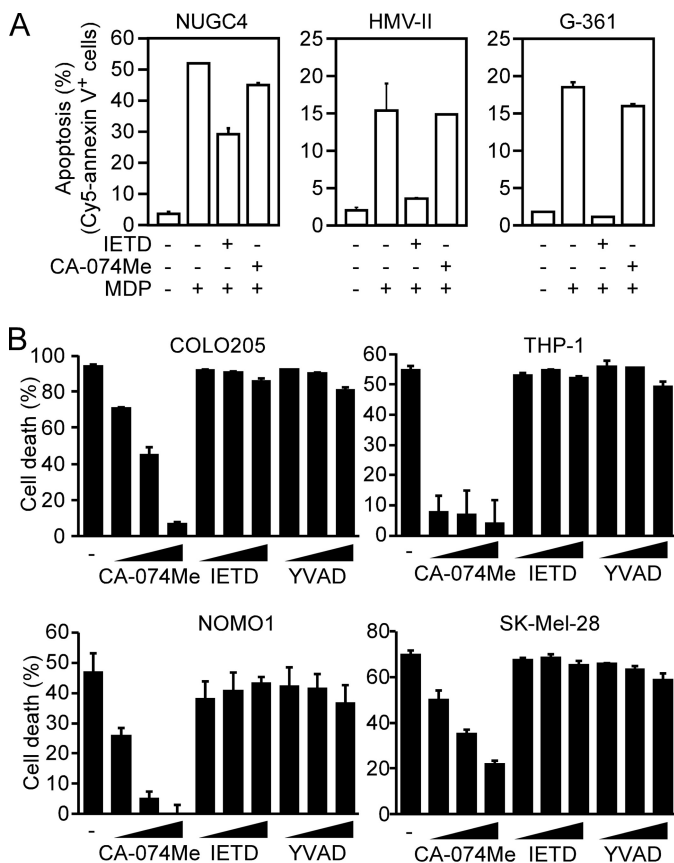 A
NUGC4 HMV-II G-361
Apoptosis (%)
(Cy5-annexin V+ cells)
60 50 40 30 20 10 0
25 20 15 10 5 0
25 20 15 10 5 0
IETD - - + - - - + - - - + -
CA-074Me - - - + - - - + - - - +
MDP - + + + - + + + - + + +
B
COLO205 THP-1
Cell death (%)
100 80 60 40 20 0
60 50 40 30 20 10 0
- CA-074Me IETD YVAD - CA-074Me IETD YVAD
NOMO1 SK-Mel-28
Cell death (%)
60 50 40 30 20 10 0
80 60 40 20 0
- CA-074Me IETD YVAD - CA-074Me IETD YVAD